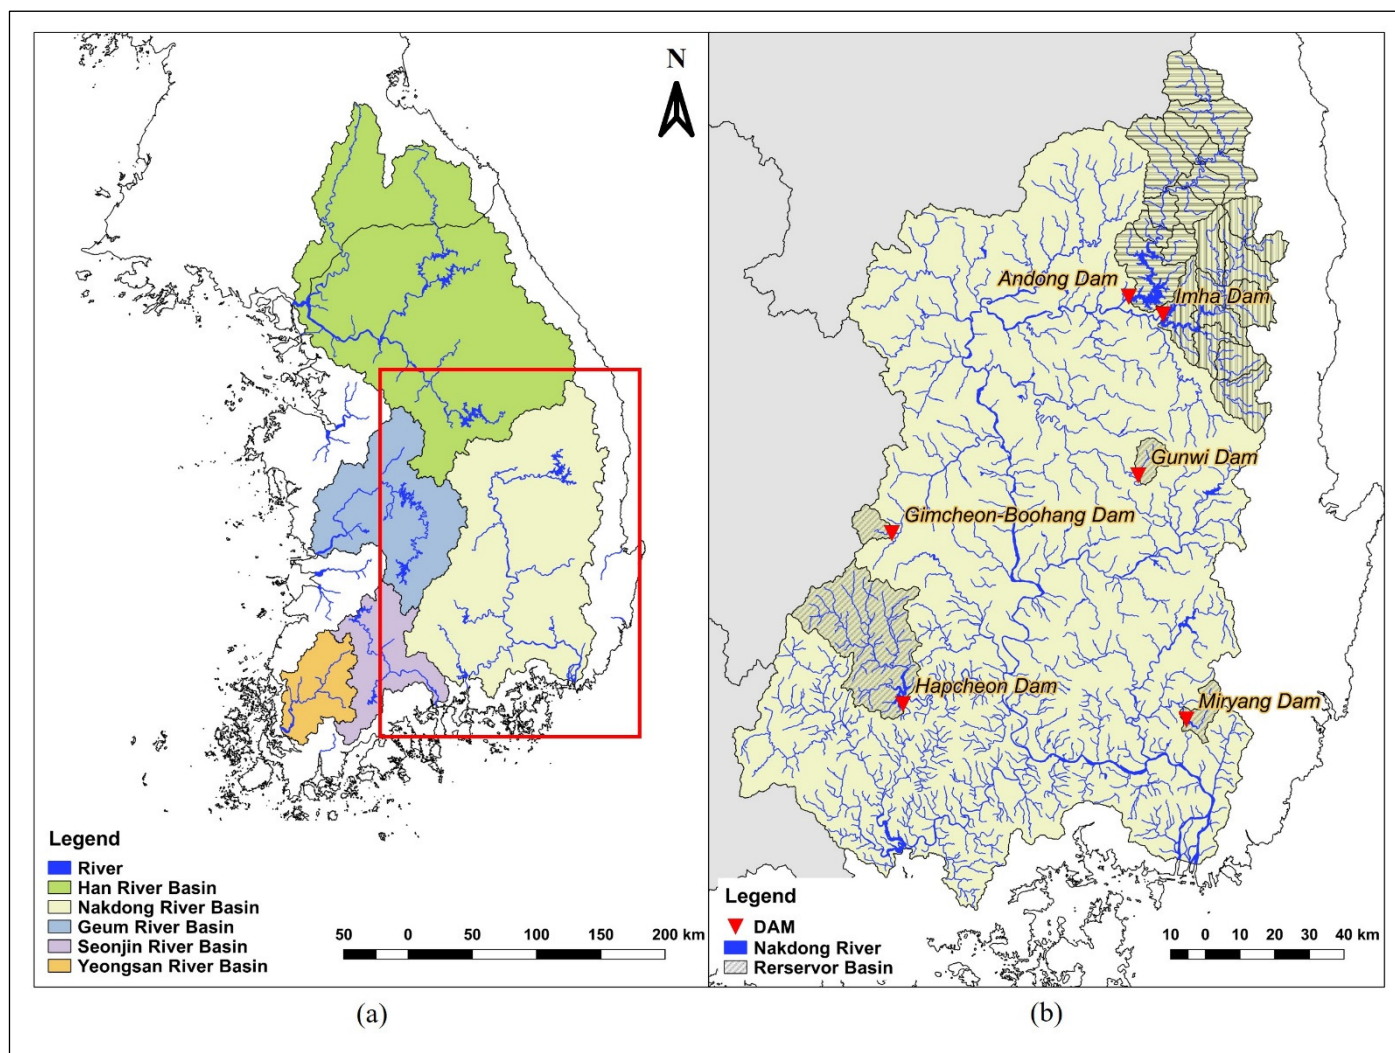 N
Legend
River
Han River Basin
Nakdong River Basin
Geum River Basin
Seonjin River Basin
Yeongsan River Basin
50 0 50 100 150 200 km
(a)
Andong Dam
Imha Dam
Gunwi Dam
Gimcheon-Boohang Dam
Hapcheon Dam
Miryang Dam
Legend
DAM
Nakdong River
Rerservor Basin
10 0 10 20 30 40 km
(b)